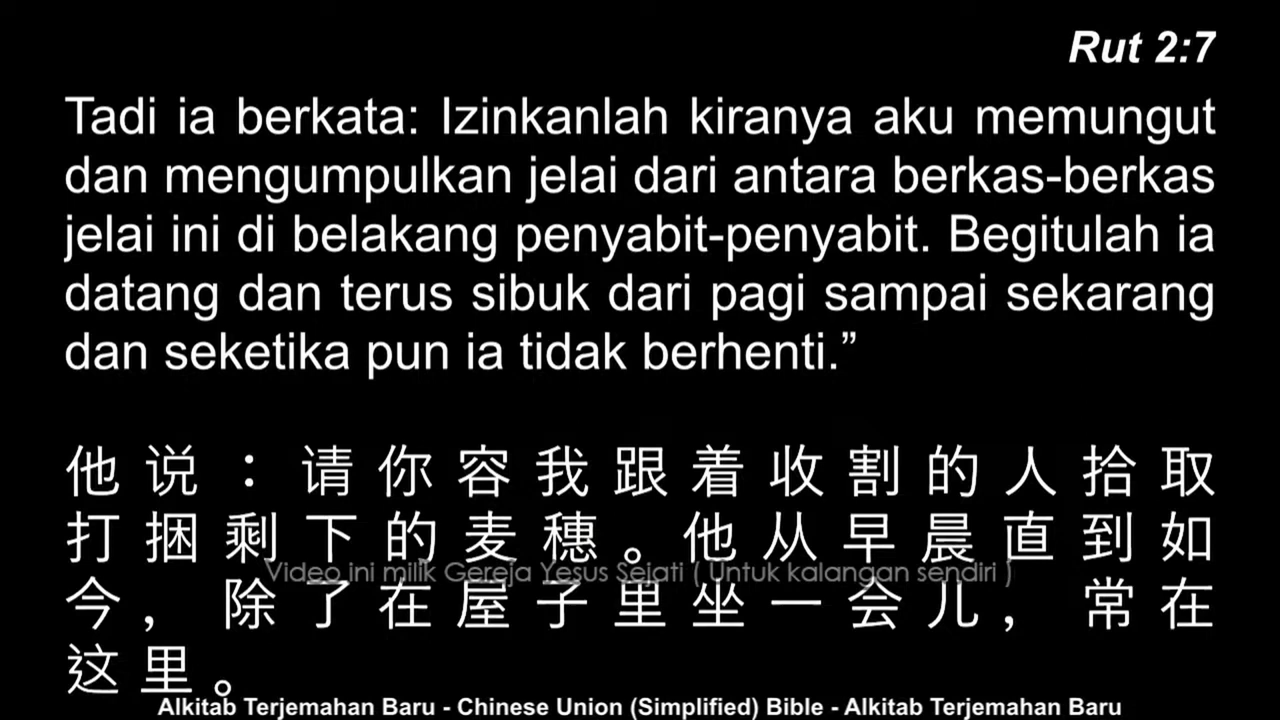 Rut 2:7
Tadi ia berkata: Izinkanlah kiranya aku memungut
dan mengumpulkan jelai dari antara berkas-berkas
jelai ini di belakang penyabit-penyabit. Begitulah ia
datang dan terus sibuk dari pagi sampai sekarang
dan seketika pun ia tidak berhenti.”
他说：请你容我跟着收割的人拾取
打捆剩下的麦穗。他从早晨直到如
Video ini milik Gereja Yesus Sejati ( Untuk kalangan sendiri )
今，除了在屋子里坐一会儿，常在
这里。
Alkitab Terjemahan Baru - Chinese Union (Simplified) Bible - Alkitab Terjemahan Baru